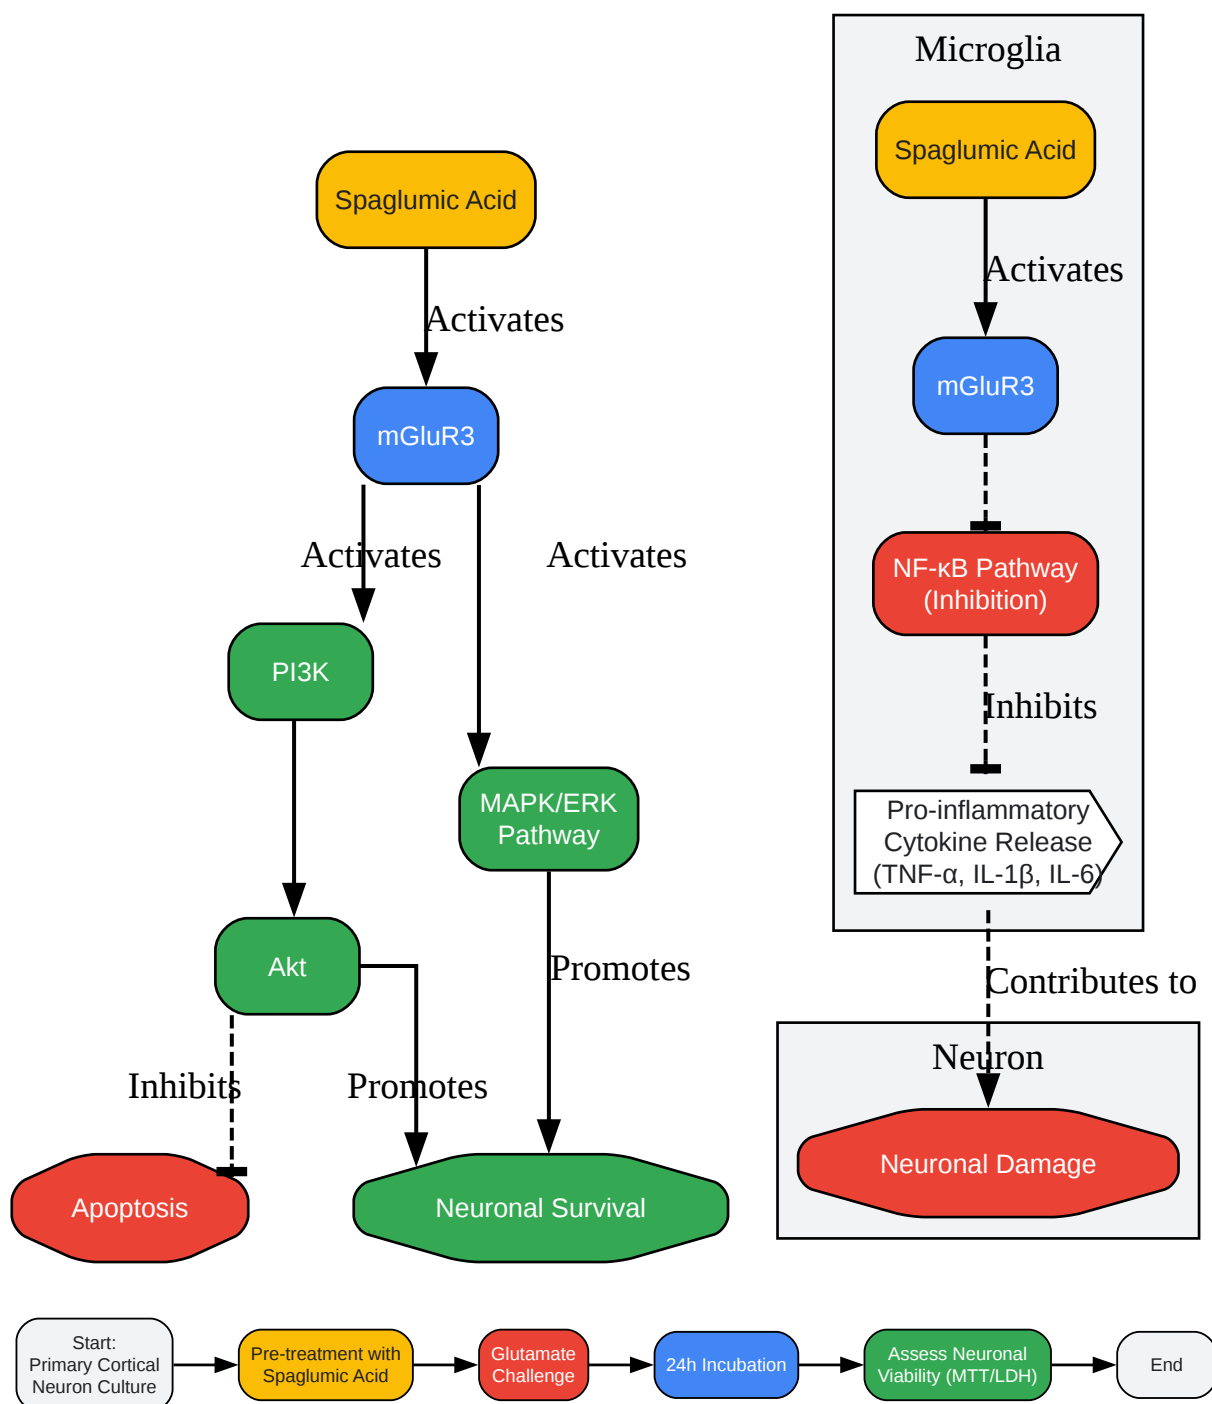 Spaglumic Acid
Activates
mGluR3
Activates
Activates
PI3K
MAPK/ERK
Pathway
Akt
Promotes
Inhibits
Promotes
Apoptosis
Neuronal Survival
Microglia
Spaglumic Acid
Activates
mGluR3
NF-κB Pathway
(Inhibition)
Inhibits
Pro-inflammatory
Cytokine Release
(TNF-α, IL-1β, IL-6)
Contributes to
Neuron
Neuronal Damage
Start:
Primary Cortical
Neuron Culture
Pre-treatment with
Spaglumic Acid
Glutamate
Challenge
24h Incubation
Assess Neuronal
Viability (MTT/LDH)
End